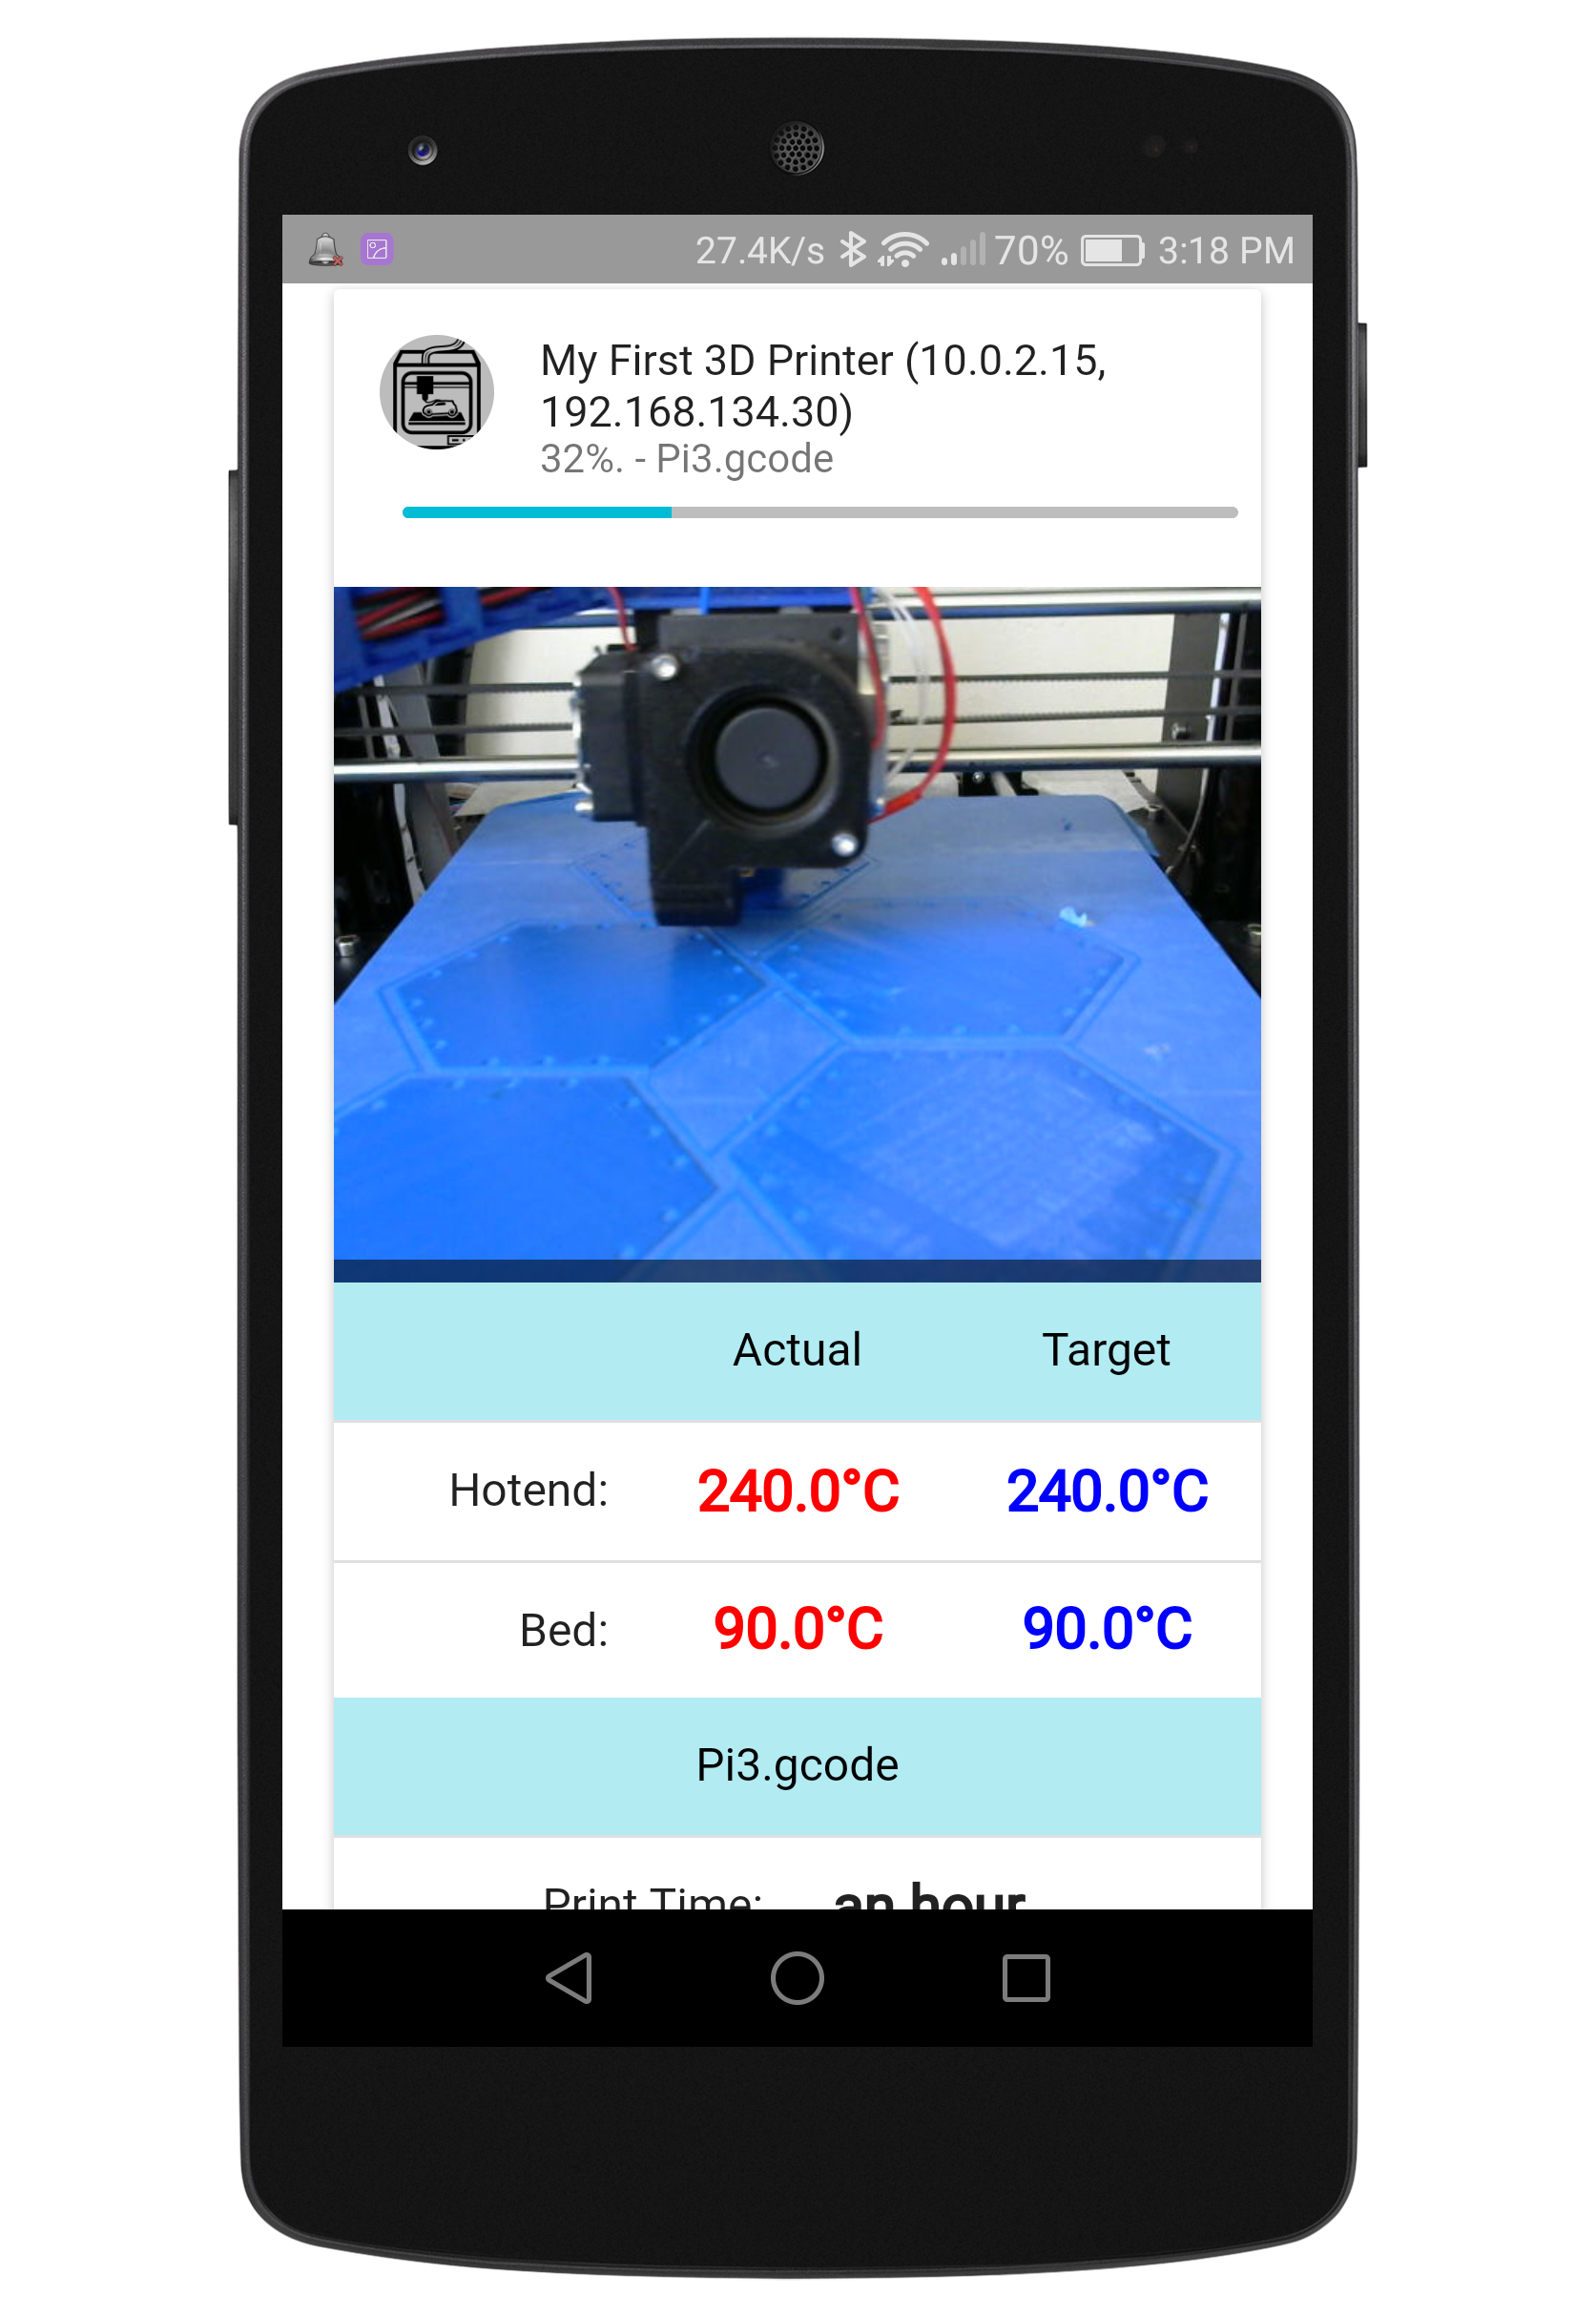 27.4K/s 70% 3:18 PM
My First 3D Printer (10.0.2.15,
192.168.134.30)
32%. - Pi3.gcode
Actual Target
Hotend: 240.0°C 240.0°C
Bed: 90.0°C 90.0°C
Pi3.gcode
Print Time: an hour